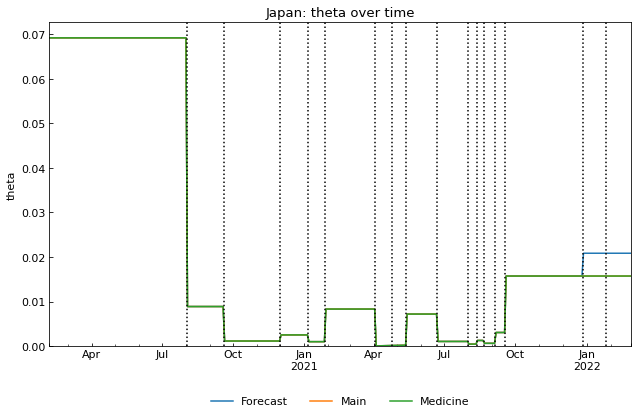 Japan: theta over time
theta
0.07
0.06
0.05
0.04
0.03
0.02
0.01
0.00
Apr Jul Oct Jan Apr Jul Oct Jan
2021 2022
Forecast Main Medicine